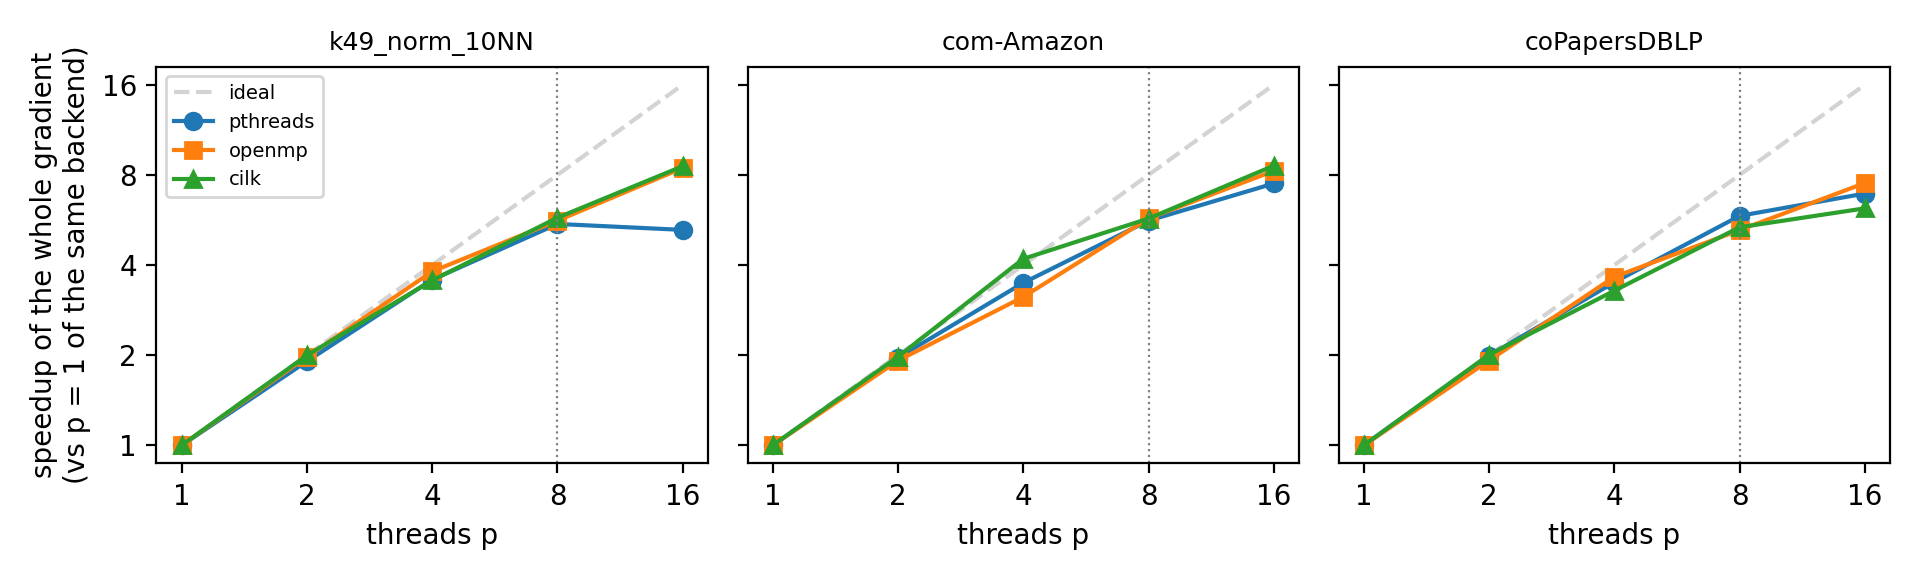 k49_norm_10NN
com-Amazon
coPapersDBLP
speedup of the whole gradient
(vs p = 1 of the same backend)
16
8
4
2
1
ideal
pthreads
openmp
cilk
1 2 4 8 16
1 2 4 8 16
1 2 4 8 16
threads p
threads p
threads p